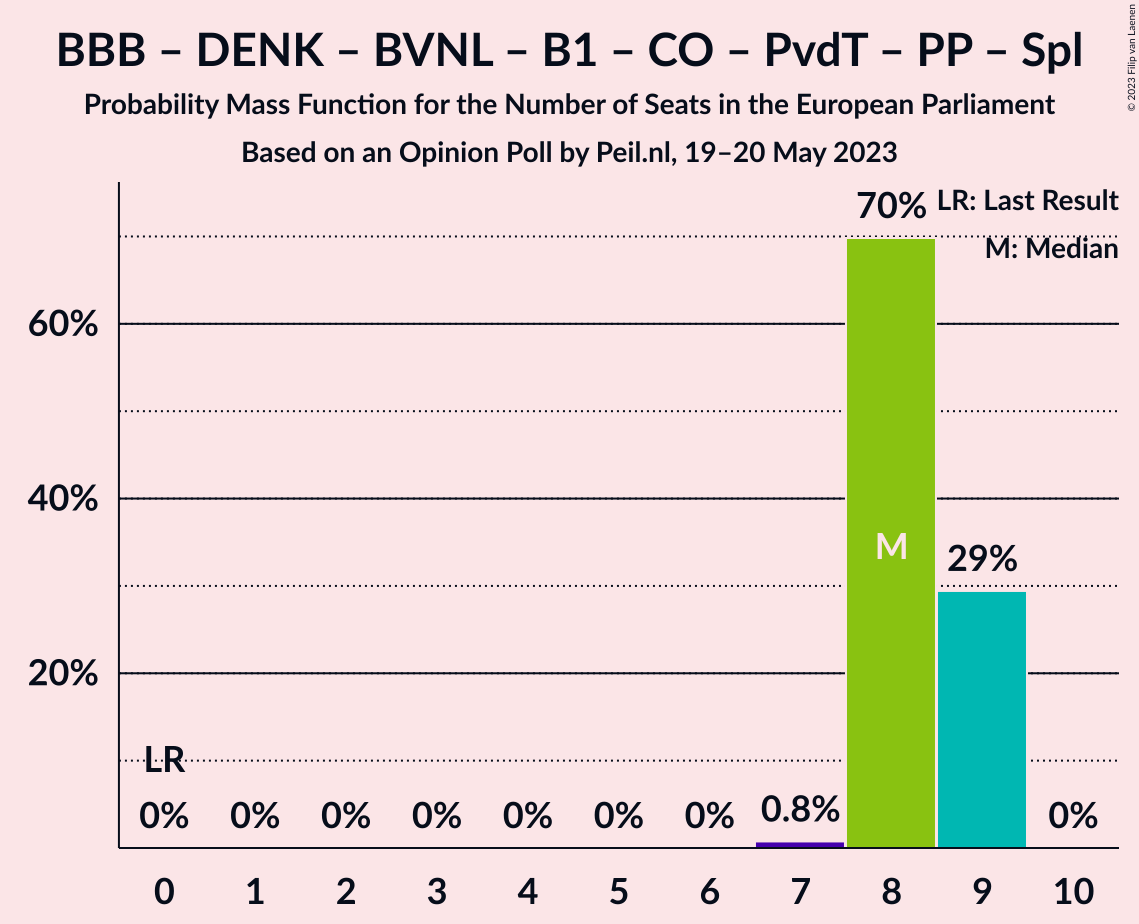 BBB – DENK – BVNL – B1 – CO – PvdT – PP – Spl
Probability Mass Function for the Number of Seats in the European Parliament
Based on an Opinion Poll by Peil.nl, 19–20 May 2023
© 2023 Filip van Laenen
70%
LR: Last Result
M: Median
60%
40%
M
29%
20%
LR
0% 0% 0% 0% 0% 0% 0% 0.8% 0%
0 1 2 3 4 5 6 7 8 9 10